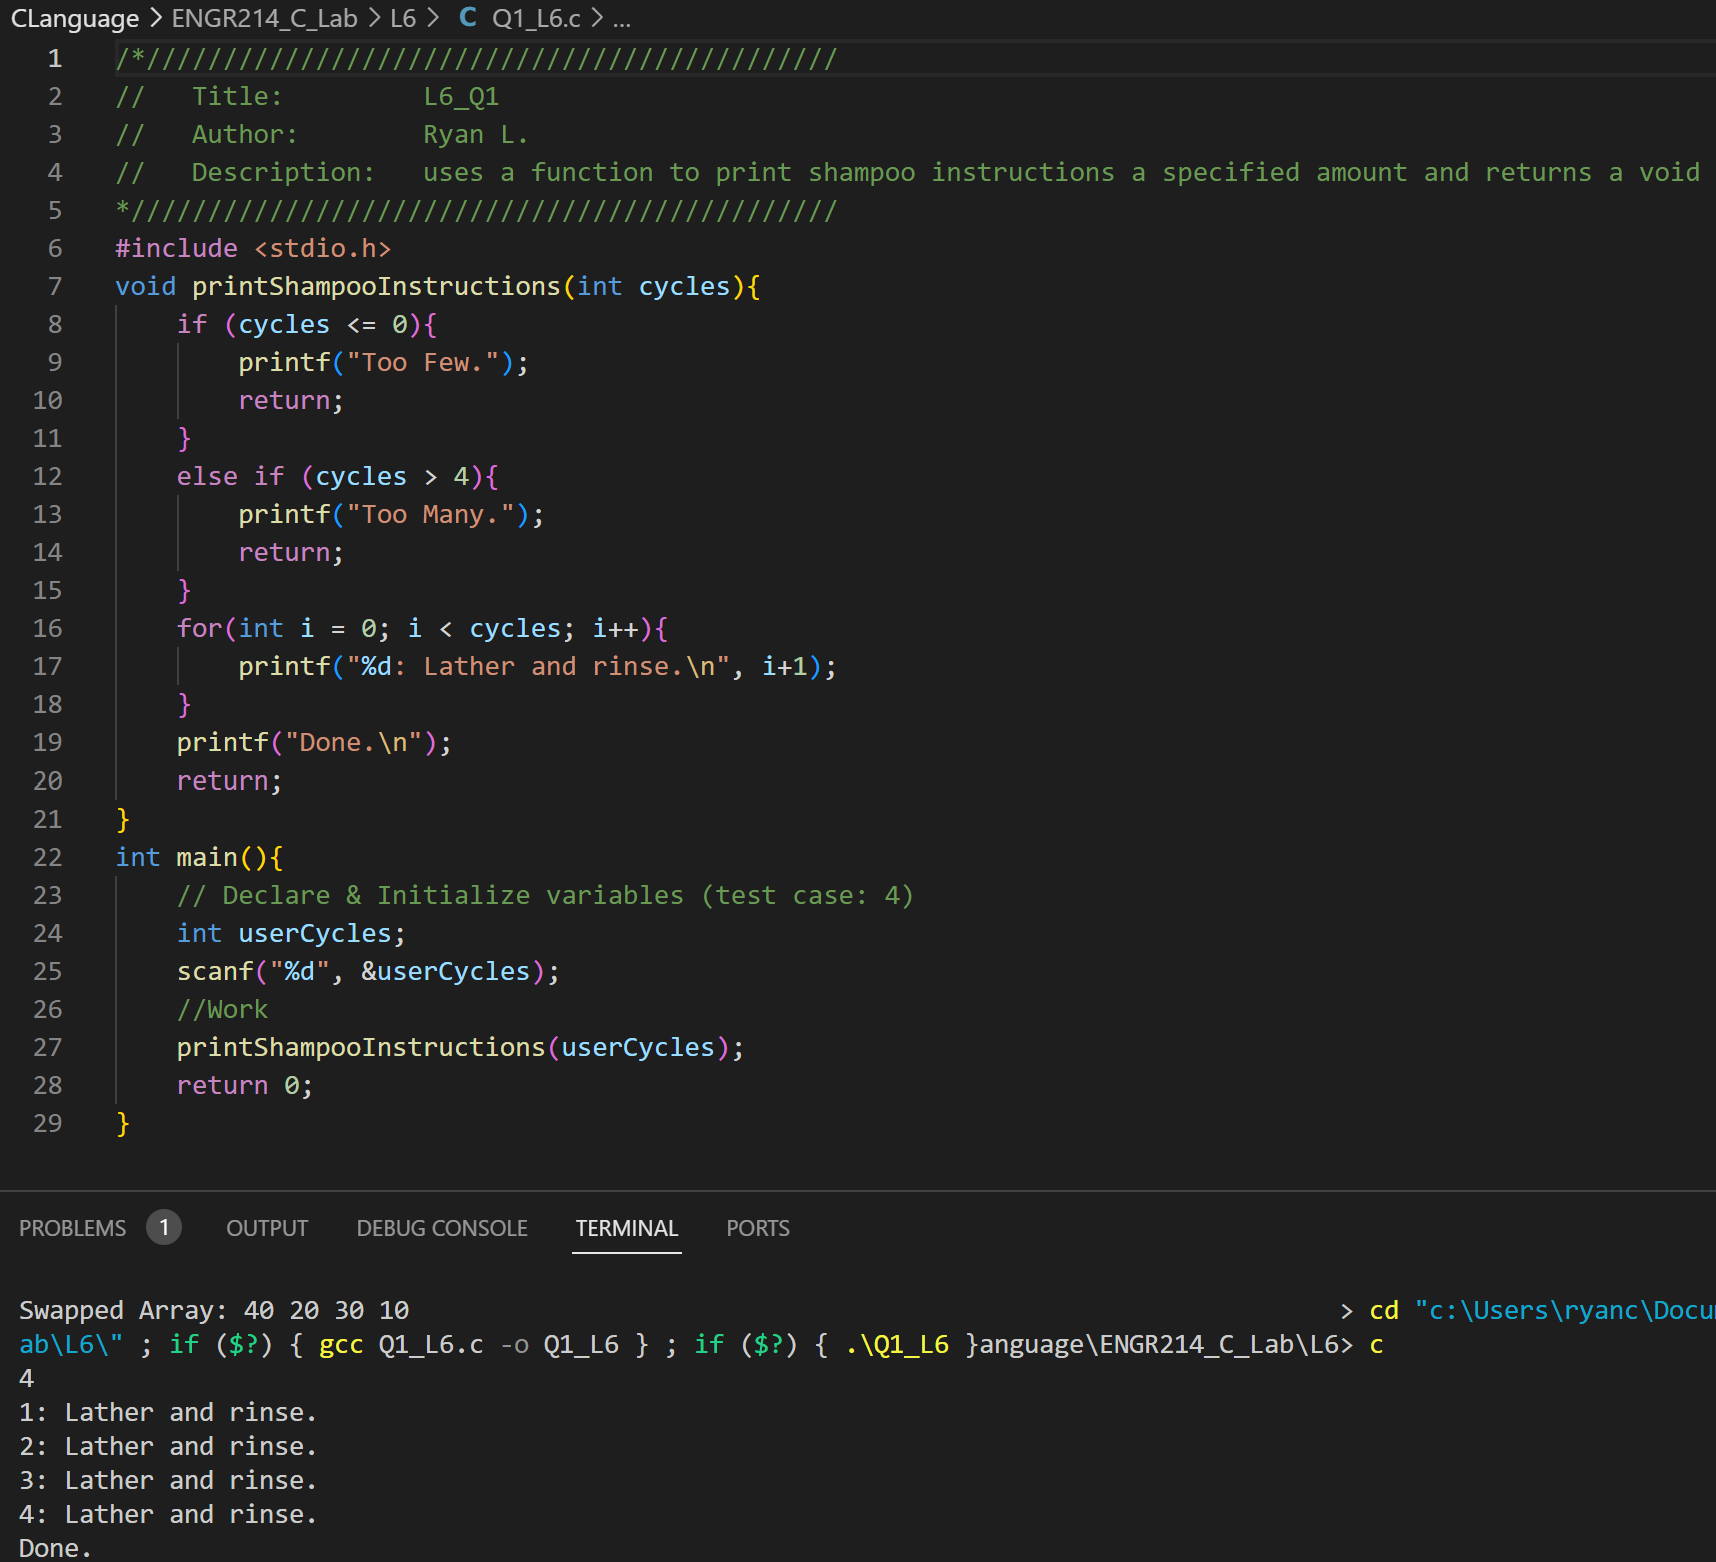 CLanguage > ENGR214_C_Lab > L6 > C Q1_L6.c > ...
1 /*/////////////////////////////////////////////
2 //   Title:         L6_Q1
3 //   Author:        Ryan L.
4 //   Description:   uses a function to print shampoo instructions a specified amount and returns a void
5 *//////////////////////////////////////////////
6 #include <stdio.h>
7 void printShampooInstructions(int cycles){
8     if (cycles <= 0){
9         printf("Too Few.");
10         return;
11     }
12     else if (cycles > 4){
13         printf("Too Many.");
14         return;
15     }
16     for(int i = 0; i < cycles; i++){
17         printf("%d: Lather and rinse.\n", i+1);
18     }
19     printf("Done.\n");
20     return;
21 }
22 int main(){
23     // Declare & Initialize variables (test case: 4)
24     int userCycles;
25     scanf("%d", &userCycles);
26     //Work
27     printShampooInstructions(userCycles);
28     return 0;
29 }
PROBLEMS 1 OUTPUT DEBUG CONSOLE TERMINAL PORTS
Swapped Array: 40 20 30 10 > cd "c:\Users\ryanc\Docu
ab\L6\" ; if ($?) { gcc Q1_L6.c -o Q1_L6 } ; if ($?) { .\Q1_L6 }anguage\ENGR214_C_Lab\L6> c
4
1: Lather and rinse.
2: Lather and rinse.
3: Lather and rinse.
4: Lather and rinse.
Done.